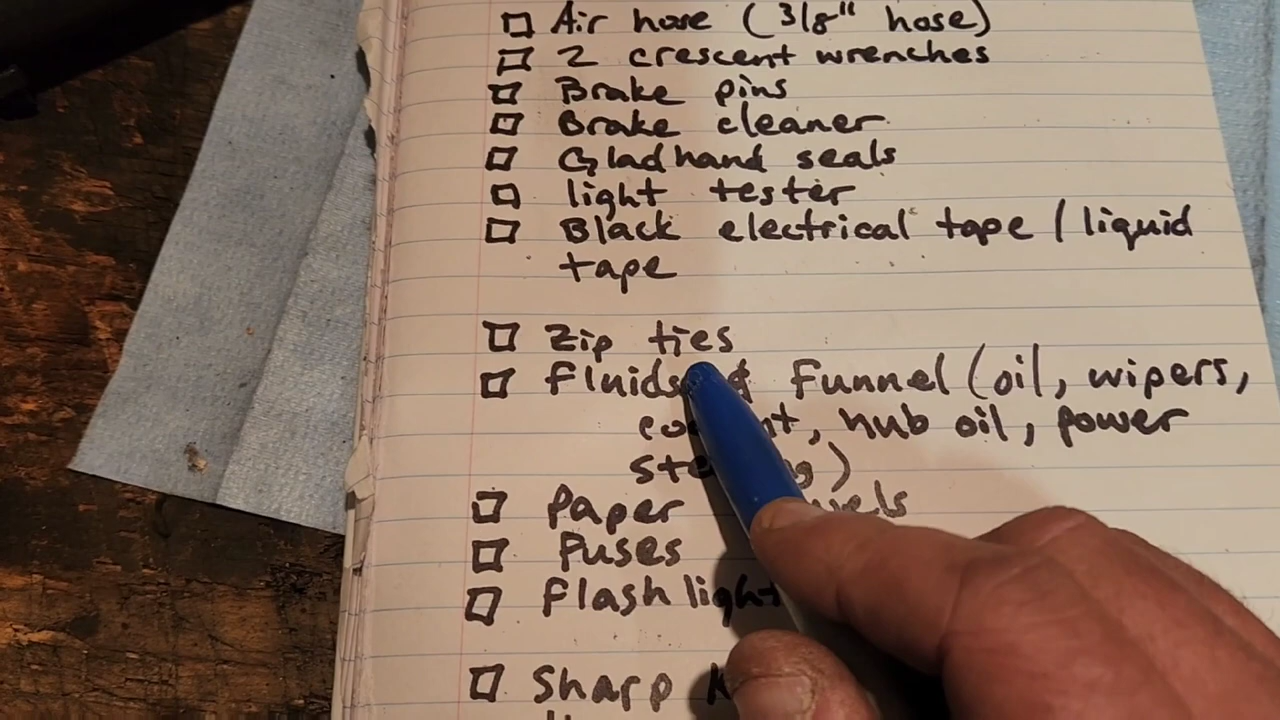 Air hose (3/8" hose)
2 crescent wrenches
Brake pins
Brake cleaner
Gladhand seals
light tester
Black electrical tape / liquid
tape
Zip ties
Fluids & Funnel (oil, wipers,
hub oil, power
Paper
Fuses
Flashlight
Sharp